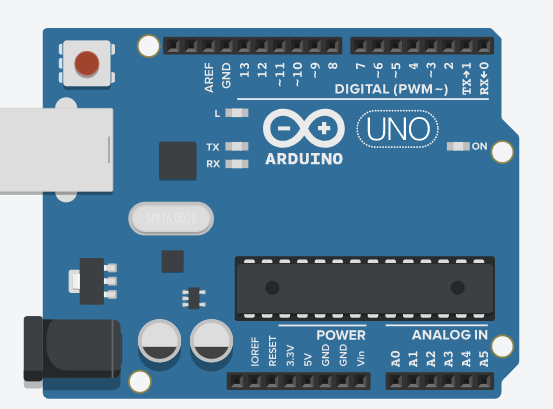 AREF
GND
13
12
~11
~10
~9
8
7
~6
~5
4
~3
2
TX→1
RX←0
DIGITAL (PWM~)
L
TX
RX
ARDUINO
UNO
ON
SPK16.000G
POWER
ANALOG IN
IOREF
RESET
3.3V
5V
GND
GND
Vin
A0
A1
A2
A3
A4
A5